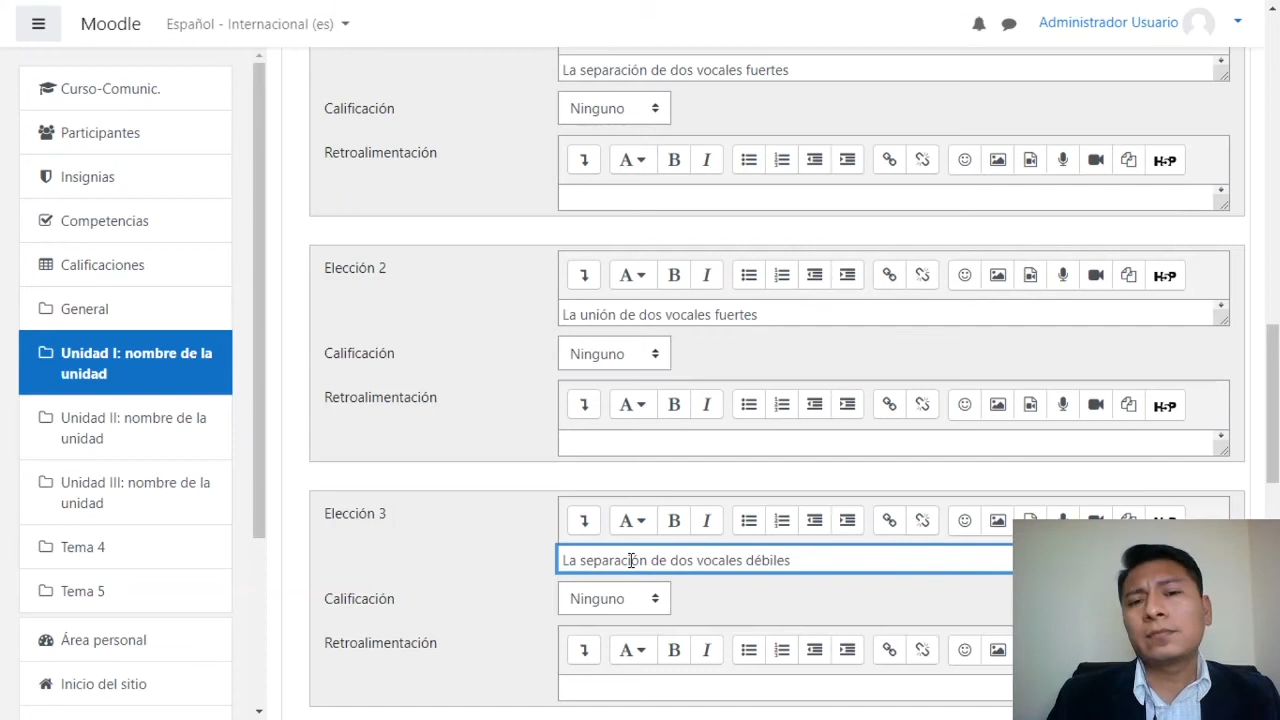 Moodle
Español - Internacional (es)
Administrador Usuario
Curso-Comunic.
Participantes
Insignias
Competencias
Calificaciones
General
Unidad I: nombre de la
unidad
Unidad II: nombre de la
unidad
Unidad III: nombre de la
unidad
Tema 4
Tema 5
Área personal
Inicio del sitio
La separación de dos vocales fuertes
Calificación
Ninguno
Retroalimentación
A B I H5P
Elección 2
A B I H5P
La unión de dos vocales fuertes
Calificación
Ninguno
Retroalimentación
A B I H5P
Elección 3
A B I
La separación de dos vocales débiles
Calificación
Ninguno
Retroalimentación
A B I